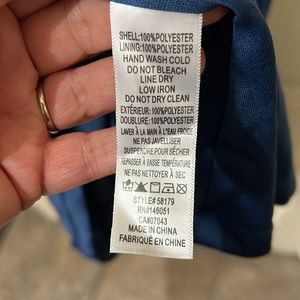 SHELL:100%POLYESTER
LINING:100%POLYESTER
HAND WASH COLD
DO NOT BLEACH
LINE DRY
LOW IRON
DO NOT DRY CLEAN
EXTÉRIEUR: 100%POLYESTER
DOUBLURE: 100%POLYESTER
LAVER À LA MAIN À L'EAU FROIDE
NE PAS JAVELLISER
SUSPENDRE POUR SÉCHER
REPASSER À BASSE TEMPÉRATURE
NE PAS NETTOYER À SEC
STYLE# 58179
RN#146051
CA#07043
MADE IN CHINA
FABRIQUÉ EN CHINE